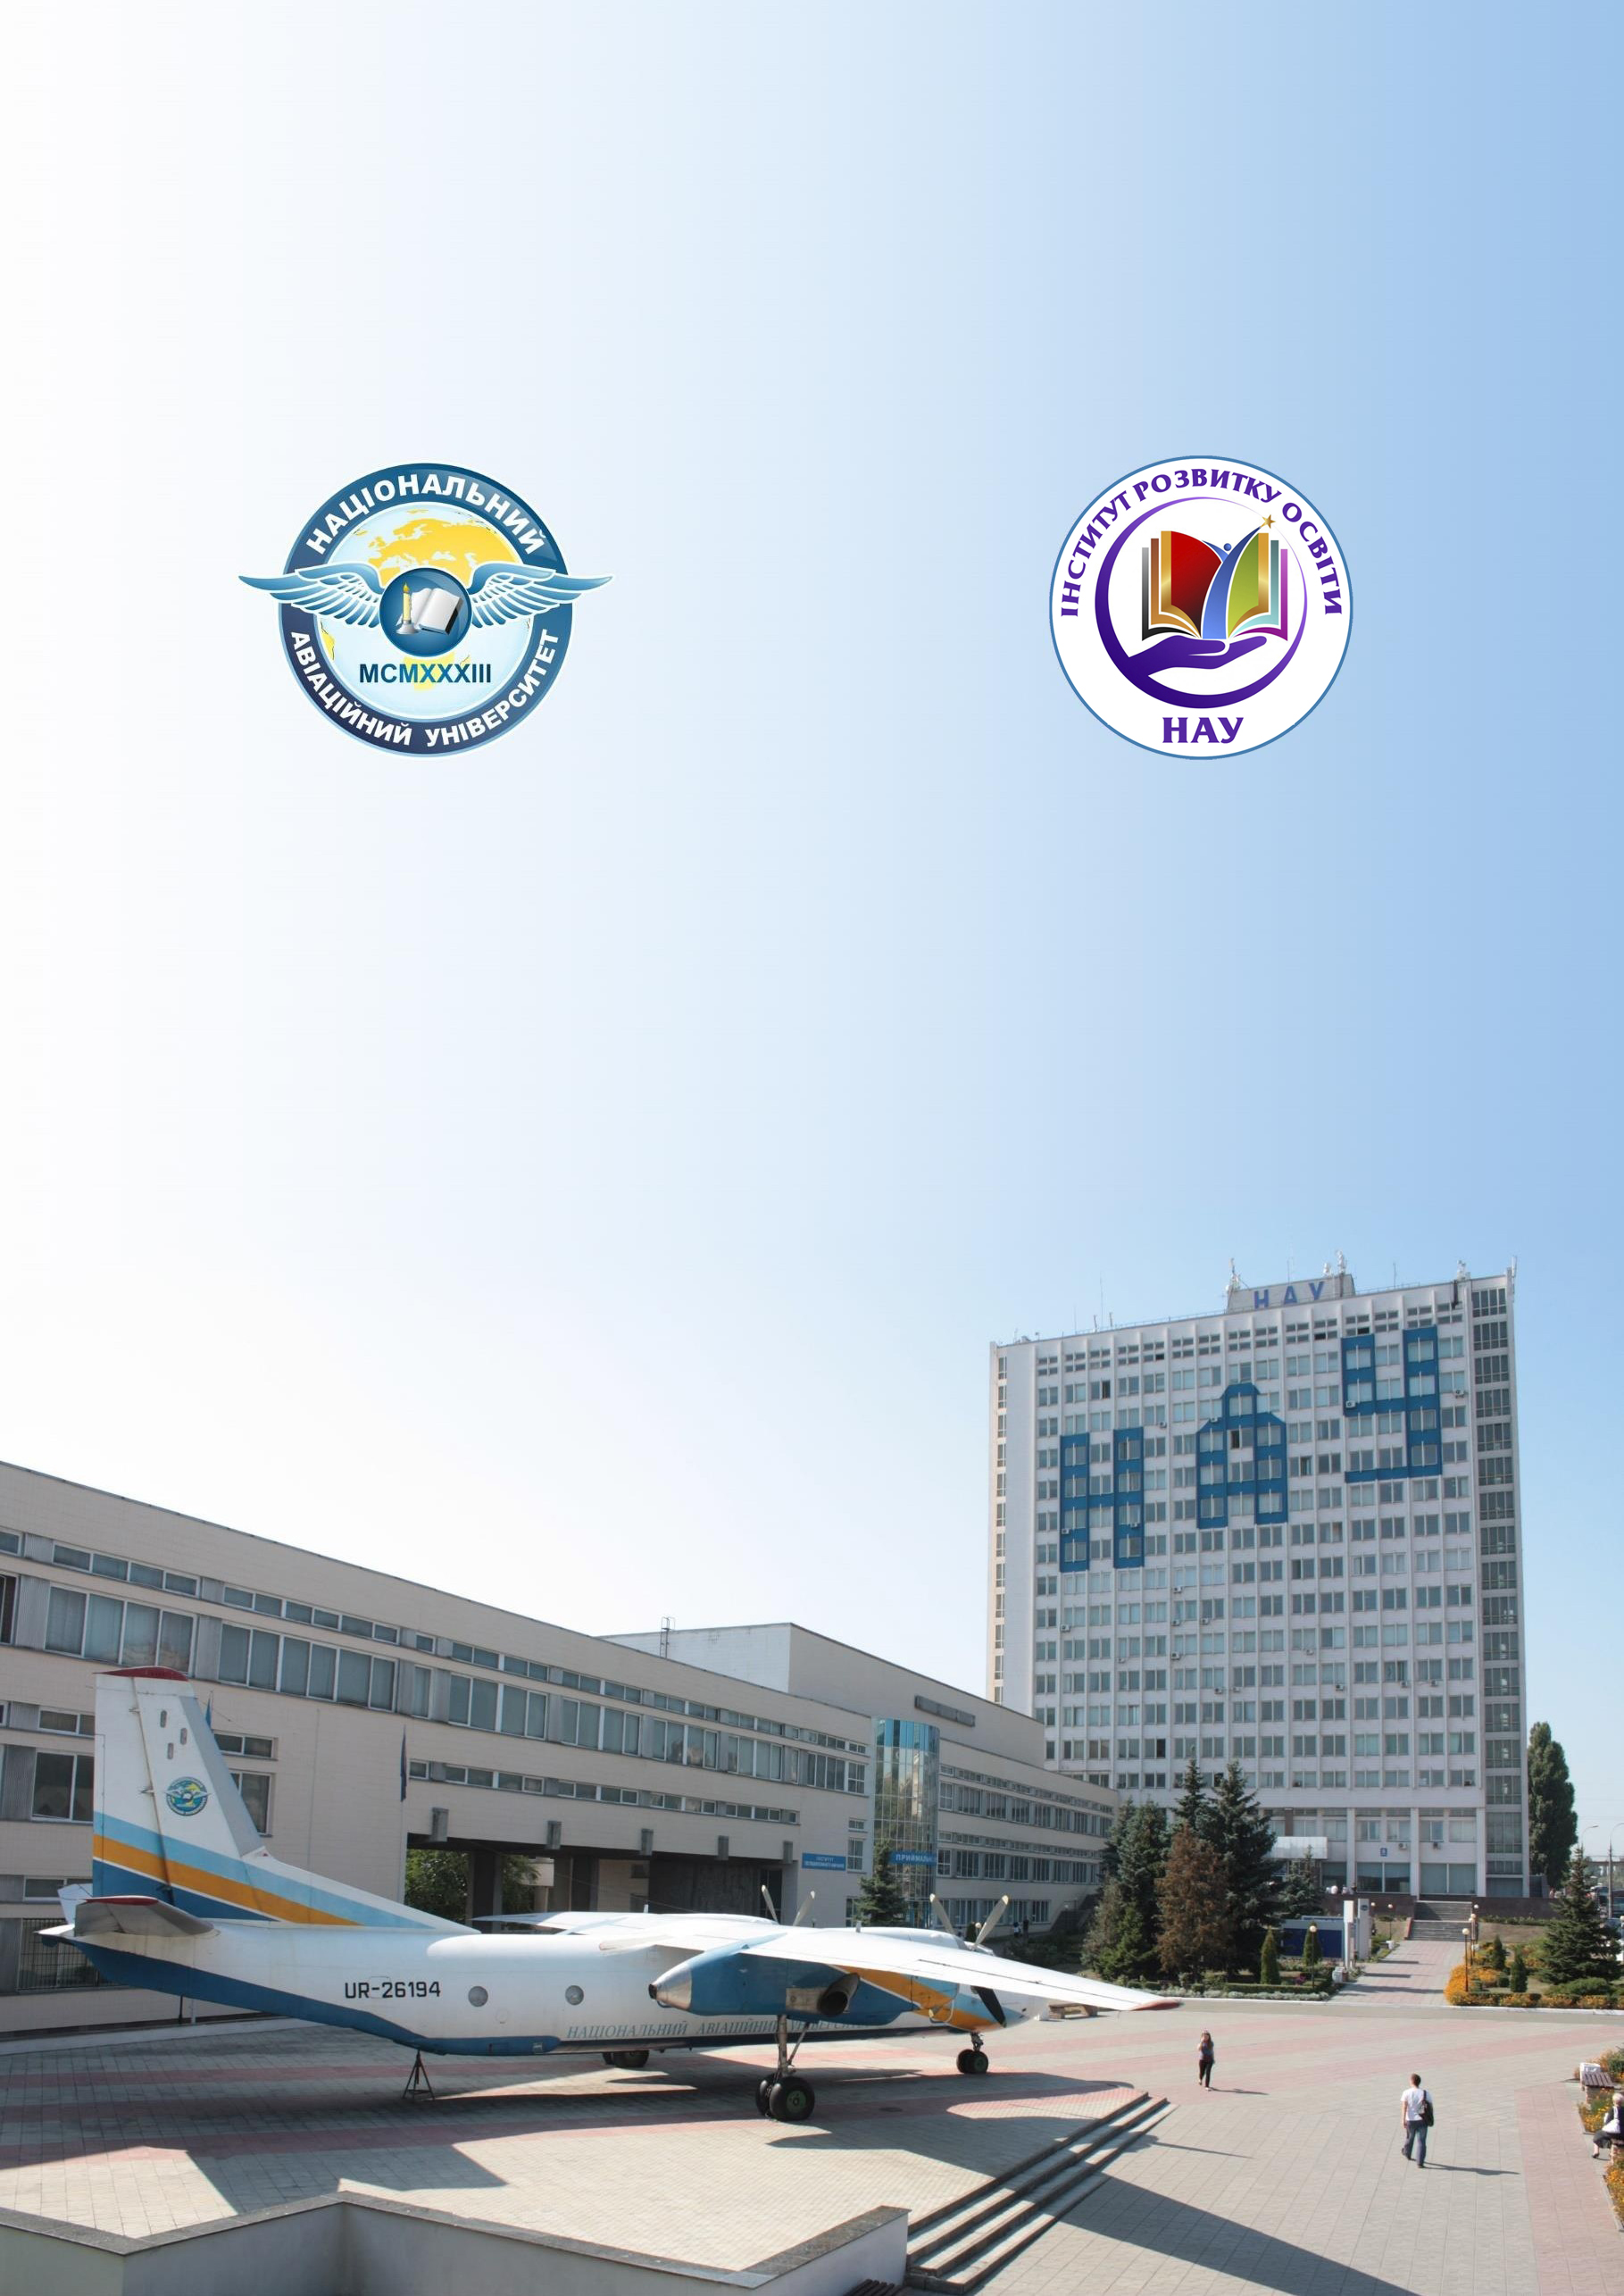 НАЦІОНАЛЬНИЙ
АВІАЦІЙНИЙ УНІВЕРСИТЕТ
MCMXXXIII
ІНСТИТУТ РОЗВИТКУ ОСВІТИ
НАУ
НАУ
НАУ
UR-26194
НАЦІОНАЛЬНИЙ АВІАЦІЙНИЙ